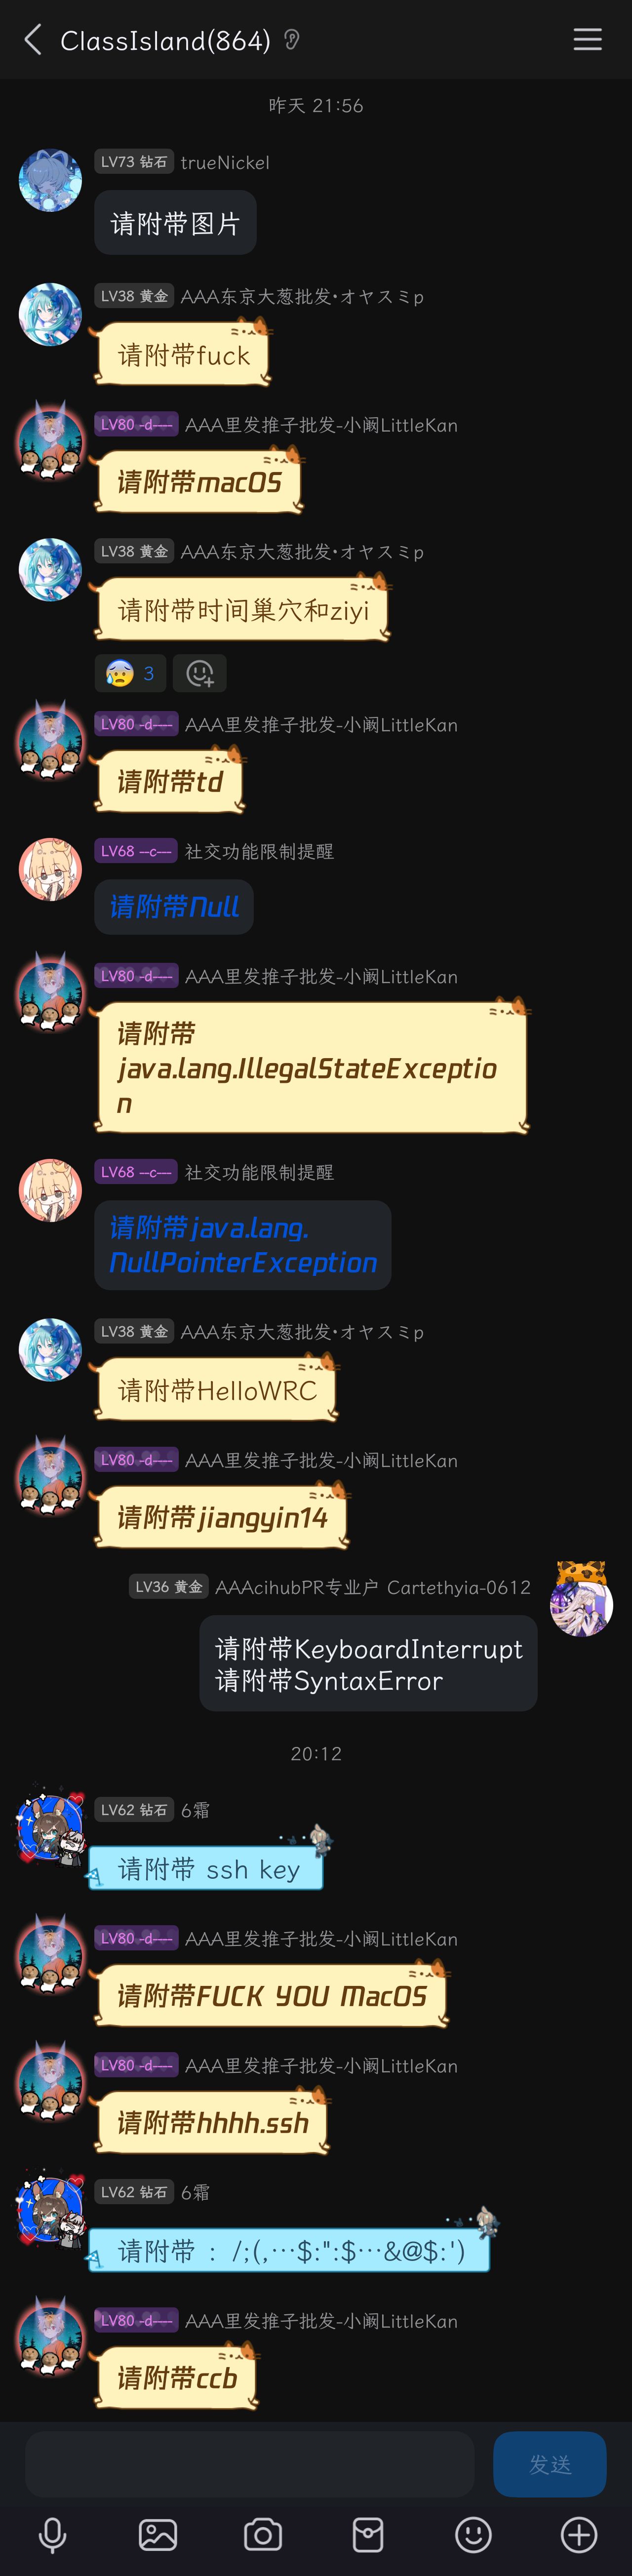 ClassIsland(864)
昨天 21:56
LV73 钻石 trueNickel
请附带图片
LV38 黄金 AAA东京大葱批发•オヤスミp
请附带fuck
LV80 -d---- AAA里发推子批发-小阚LittleKan
请附带macOS
LV38 黄金 AAA东京大葱批发•オヤスミp
请附带时间巢穴和ziyi
3
LV80 -d---- AAA里发推子批发-小阚LittleKan
请附带td
LV68 --c--- 社交功能限制提醒
请附带Null
LV80 -d---- AAA里发推子批发-小阚LittleKan
请附带
java.lang.IllegalStateExceptio
n
LV68 --c--- 社交功能限制提醒
请附带java.lang.
NullPointerException
LV38 黄金 AAA东京大葱批发•オヤスミp
请附带HelloWRC
LV80 -d---- AAA里发推子批发-小阚LittleKan
请附带jiangyin14
LV36 黄金 AAAcihubPR专业户 Cartethyia-0612
请附带KeyboardInterrupt
请附带SyntaxError
20:12
LV62 钻石 6霜
请附带 ssh key
LV80 -d---- AAA里发推子批发-小阚LittleKan
请附带FUCK YOU MacOS
LV80 -d---- AAA里发推子批发-小阚LittleKan
请附带hhhh.ssh
LV62 钻石 6霜
请附带 : /;(,…$:":$…&@$:')
LV80 -d---- AAA里发推子批发-小阚LittleKan
请附带ccb
发送